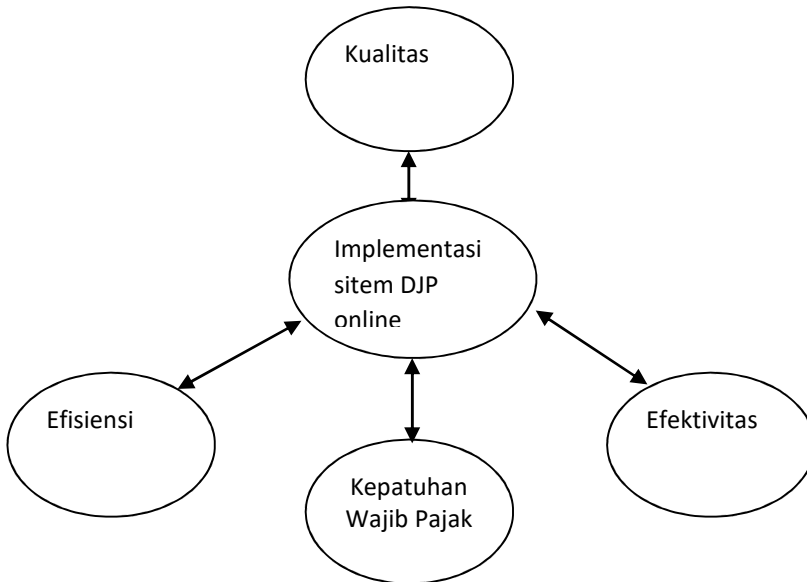 Kualitas
Implementasi
sitem DJP
online
Efisiensi
Efektivitas
Kepatuhan
Wajib Pajak